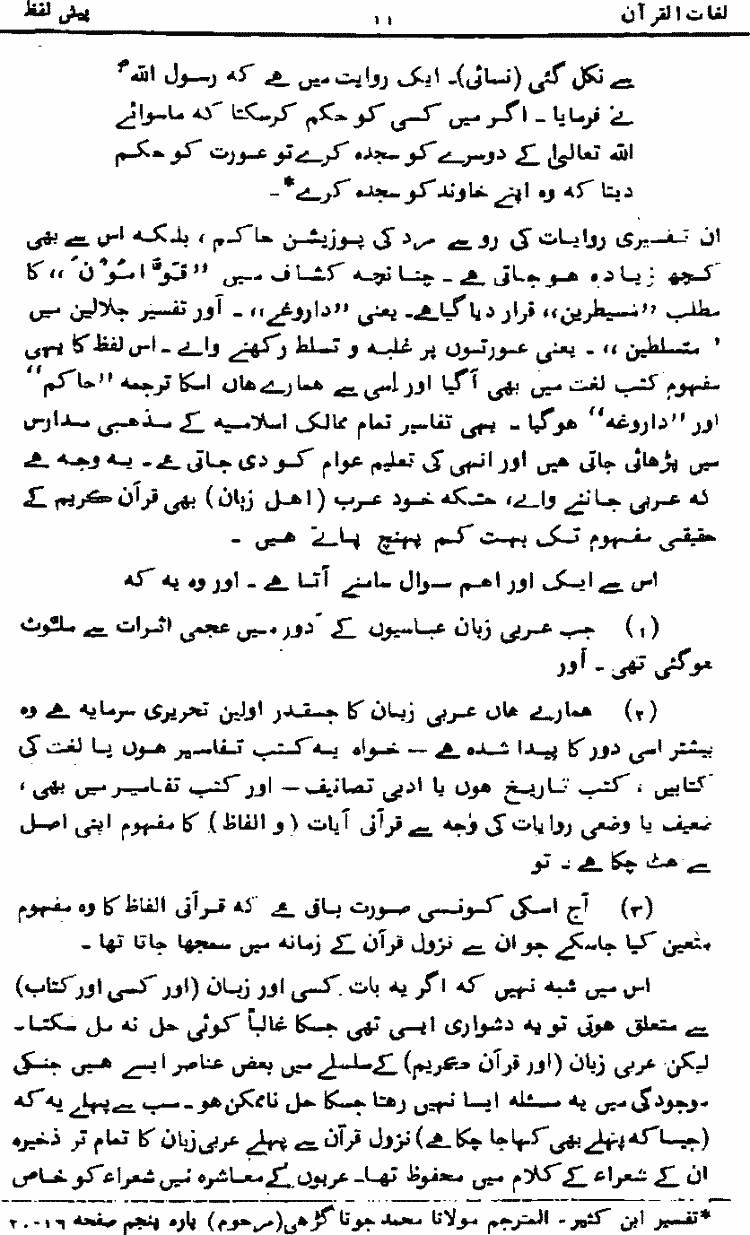 لغات القرآن ۱۱ پیش لفظ
سے نکل گئی (نسائی)۔ ایک روایت میں ہے کہ رسول اللہ ؐ
نے فرمایا ۔ اگر میں کسی کو حکم کرسکتا کہ ماسوائے
اللہ تعالیٰ کے دوسرے کو سجدہ کرے تو عورت کو حکم
دیتا کہ وہ اپنے خاوند کو سجدہ کرے*۔
ان تفسیری روایات کی رو سے مرد کی پوزیشن حاکم ، بلکہ اس سے بھی
کچھ زیادہ ہو جاتی ہے ۔ چنانچہ کشاف میں ”قَوَّامُوْنَ“ کا
مطلب ”مسیطرین“ قرار دیا گیا ہے۔ یعنی ”داروغے“ ۔ اور تفسیر جلالین میں
’ متسلطین “ ۔ یعنی عورتوں پر غلبہ و تسلط رکھنے والے ۔ اس لفظ کا یہی
مفہوم کتب لغت میں بھی آگیا اور اسی سے ہمارے ہاں اسکا ترجمہ ”حاکم“
اور ”داروغہ“ ہوگیا ۔ یہی تفاسیر تمام ممالک اسلامیہ کے مذہبی مدارس
میں پڑھائی جاتی ہیں اور انہی کی تعلیم عوام کو دی جاتی ہے ۔ یہ وجہ ہے
کہ عربی جاننے والے، حتیٰکہ خود عرب (اہل زبان) بھی قرآن کریم کے
حقیقی مفہوم تک بہت کم پہنچ پاتے ہیں ۔
اس سے ایک اور اہم سوال سامنے آتا ہے ۔ اور وہ یہ کہ
(۱) جب عربی زبان عباسیوں کے دور میں عجمی اثرات سے ملوث
ہوگئی تھی ۔ اور
(۲) ہمارے ہاں عربی زبان کا جسقدر اولین تحریری سرمایہ ہے وہ
بیشتر اسی دور کا پیدا شدہ ہے — خواہ یہ کتب تفاسیر ہوں یا لغت کی
کتابیں ، کتب تاریخ ہوں یا ادبی تصانیف — اور کتب تفاسیر میں بھی ،
ضعیف یا وضعی روایات کی وجہ سے قرآنی آیات ( و الفاظ ) کا مفہوم اپنی اصل
سے ہٹ چکا ہے ۔ تو
(۳) آج اسکی کونسی صورت باقی ہے کہ قرآنی الفاظ کا وہ مفہوم
متعین کیا جاسکے جو ان سے نزول قرآن کے زمانہ میں سمجھا جاتا تھا ۔
اس میں شبہ نہیں کہ اگر یہ بات کسی اور زبان (اور کسی اور کتاب)
سے متعلق ہوتی تو یہ دشواری ایسی تھی جسکا غالباً کوئی حل نہ مل سکتا۔
لیکن عربی زبان (اور قرآن کریم) کے سلسلے میں بعض عناصر ایسے ہیں جنکی
موجودگی میں یہ مسئلہ ایسا نہیں رہتا جسکا حل ناممکن ہو ۔ سب سے پہلے یہ کہ
(جیسا کہ پہلے بھی کہا جا چکا ہے) نزول قرآن سے پہلے عربی زبان کا تمام تر ذخیرہ
ان کے شعراء کے کلام میں محفوظ تھا۔ عربوں کے معاشرہ میں شعراء کو خاص
*تفسیر ابن کثیر ۔ المترجم مولانا محمد جونا گڑھی (مرحوم) پارہ پنجم صفحہ ۱۶-۲۰